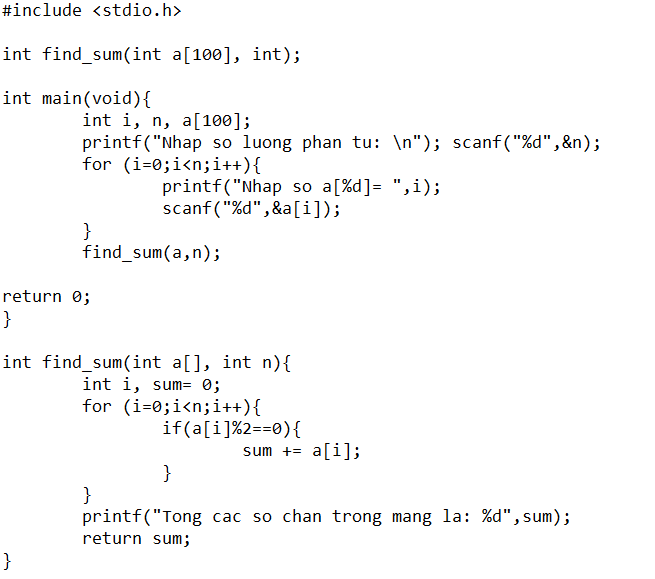 #include <stdio.h>
int find_sum(int a[100], int);
int main(void){
int i, n, a[100];
printf("Nhap so luong phan tu: \n"); scanf("%d",&n);
for (i=0;i<n;i++){
printf("Nhap so a[%d]= ",i);
scanf("%d",&a[i]);
}
find_sum(a,n);
return 0;
}
int find_sum(int a[], int n){
int i, sum= 0;
for (i=0;i<n;i++){
if(a[i]%2==0){
sum += a[i];
}
}
printf("Tong cac so chan trong mang la: %d",sum);
return sum;
}